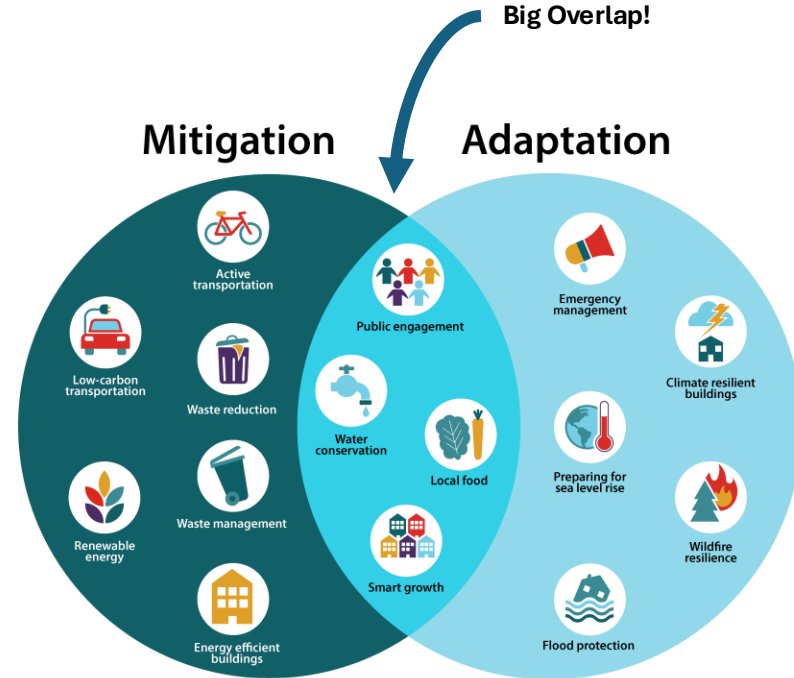 Big Overlap!
Mitigation
Adaptation
Active
transportation
Low-carbon
transportation
Waste reduction
Waste management
Renewable
energy
Energy efficient
buildings
Public engagement
Water
conservation
Local food
Smart growth
Emergency
management
Climate resilient
buildings
Preparing for
sea level rise
Wildfire
resilience
Flood protection